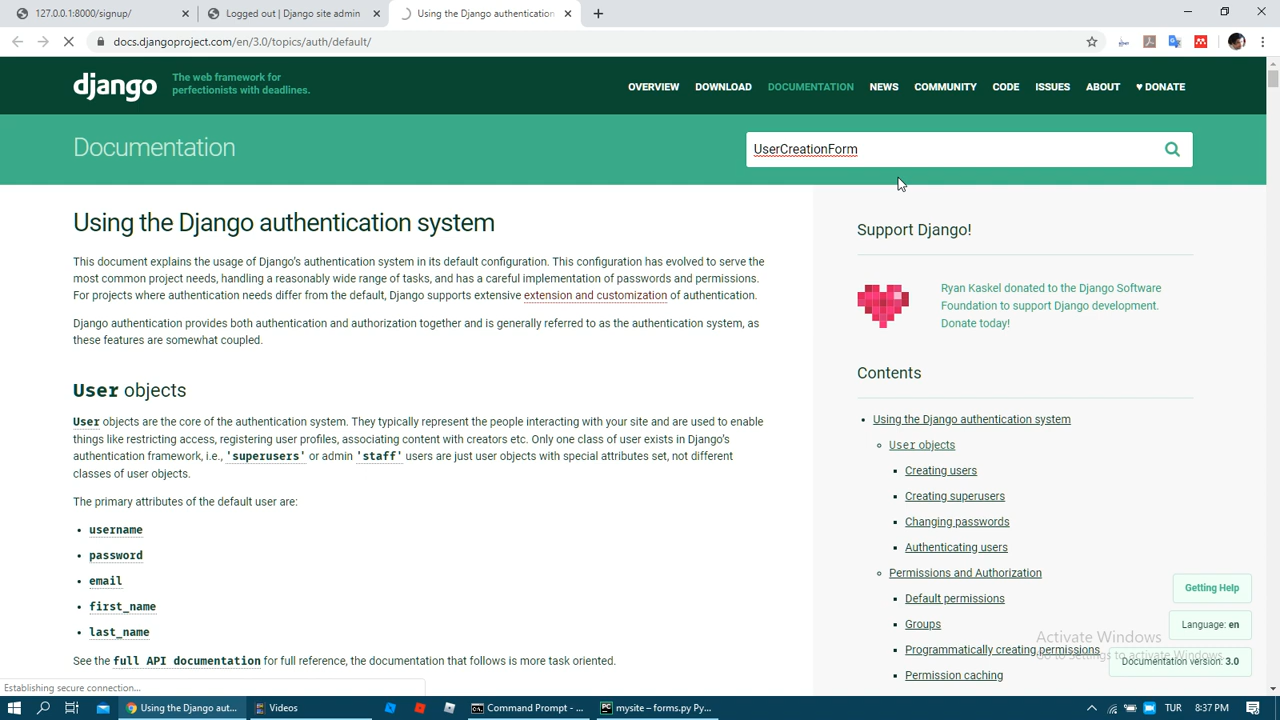 127.0.0.1:8000/signup/
Logged out | Django site admin
Using the Django authentication
docs.djangoproject.com/en/3.0/topics/auth/default/
django
The web framework for
perfectionists with deadlines.
OVERVIEW DOWNLOAD DOCUMENTATION NEWS COMMUNITY CODE ISSUES ABOUT ♥ DONATE
Documentation
UserCreationForm
Using the Django authentication system
This document explains the usage of Django's authentication system in its default configuration. This configuration has evolved to serve the
most common project needs, handling a reasonably wide range of tasks, and has a careful implementation of passwords and permissions.
For projects where authentication needs differ from the default, Django supports extensive extension and customization of authentication.
Django authentication provides both authentication and authorization together and is generally referred to as the authentication system, as
these features are somewhat coupled.
User objects
User objects are the core of the authentication system. They typically represent the people interacting with your site and are used to enable
things like restricting access, registering user profiles, associating content with creators etc. Only one class of user exists in Django's
authentication framework, i.e., 'superusers' or admin 'staff' users are just user objects with special attributes set, not different
classes of user objects.
The primary attributes of the default user are:
• username
• password
• email
• first_name
• last_name
See the full API documentation for full reference, the documentation that follows is more task oriented.
Support Django!
Ryan Kaskel donated to the Django Software
Foundation to support Django development.
Donate today!
Contents
Using the Django authentication system
User objects
Creating users
Creating superusers
Changing passwords
Authenticating users
Permissions and Authorization
Default permissions
Groups
Programmatically creating permissions
Permission caching
Getting Help
Language: en
Activate Windows
Go to Settings to activate Windows.
Documentation version: 3.0
Establishing secure connection...
Using the Django aut...
Videos
Command Prompt - ...
mysite – forms.py Py...
TUR
8:37 PM